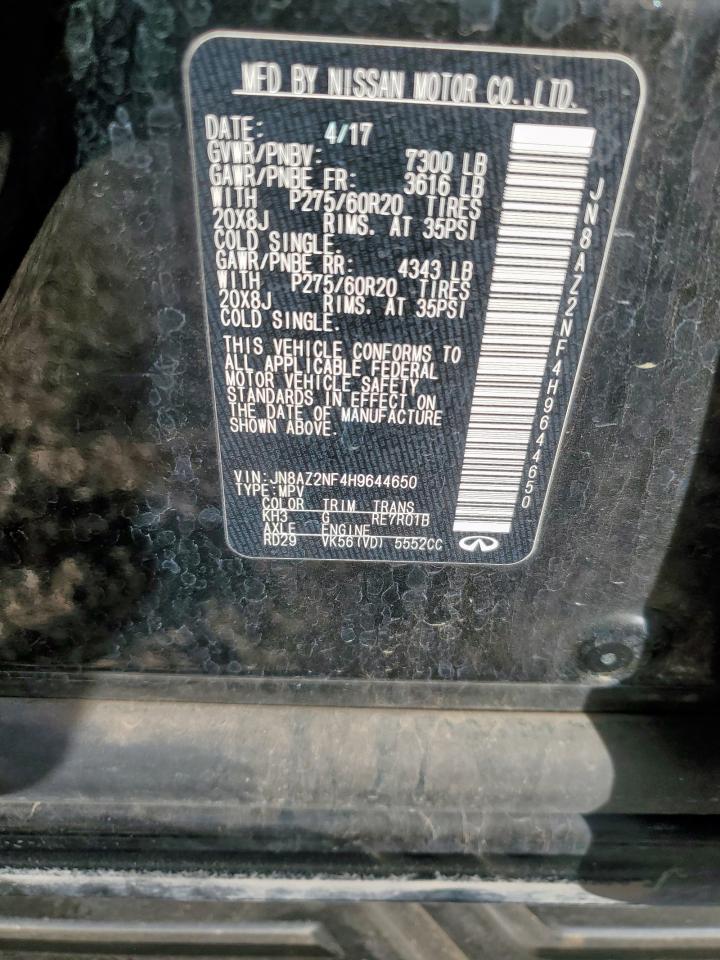 MFD BY NISSAN MOTOR CO.,LTD.
DATE: 4/17
GVWR/PNBV: 7300 LB
GAWR/PNBE FR: 3616 LB
WITH P275/60R20 TIRES
20X8J RIMS. AT 35PSI
COLD SINGLE.
GAWR/PNBE RR: 4343 LB
WITH P275/60R20 TIRES
20X8J RIMS. AT 35PSI
COLD SINGLE.
THIS VEHICLE CONFORMS TO
ALL APPLICABLE FEDERAL
MOTOR VEHICLE SAFETY
STANDARDS IN EFFECT ON
THE DATE OF MANUFACTURE
SHOWN ABOVE.
VIN:JN8AZ2NF4H9644650
TYPE:MPV
COLOR TRIM TRANS
KH3 G RE7R01B
AXLE ENGINE
RD29 VK56(VD) 5552CC
JN8AZ2NF4H9644650